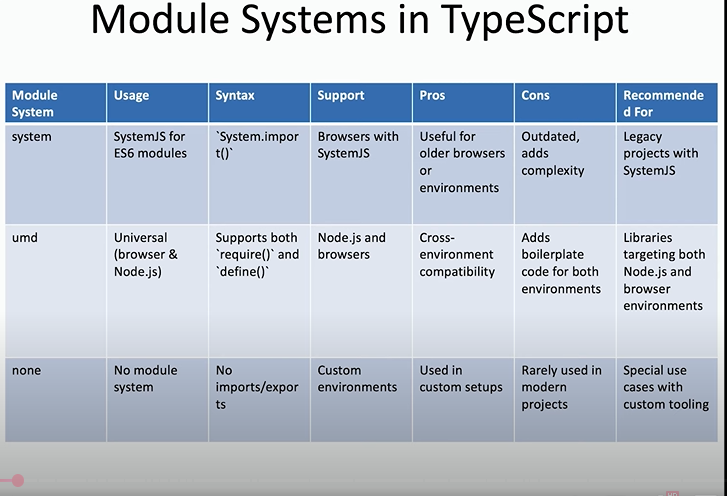 Module Systems in TypeScript
Module
System
Usage
Syntax
Support
Pros
Cons
Recommende
d For
system
SystemJS for
ES6 modules
`System.impor
t()`
Browsers with
SystemJS
Useful for
older browsers
or
environments
Outdated,
adds
complexity
Legacy
projects with
SystemJS
umd
Universal
(browser &
Node.js)
Supports both
`require()` and
`define()`
Node.js and
browsers
Cross-
environment
compatibility
Adds
boilerplate
code for both
environments
Libraries
targeting both
Node.js and
browser
environments
none
No module
system
No
imports/expor
ts
Custom
environments
Used in
custom setups
Rarely used in
modern
projects
Special use
cases with
custom tooling